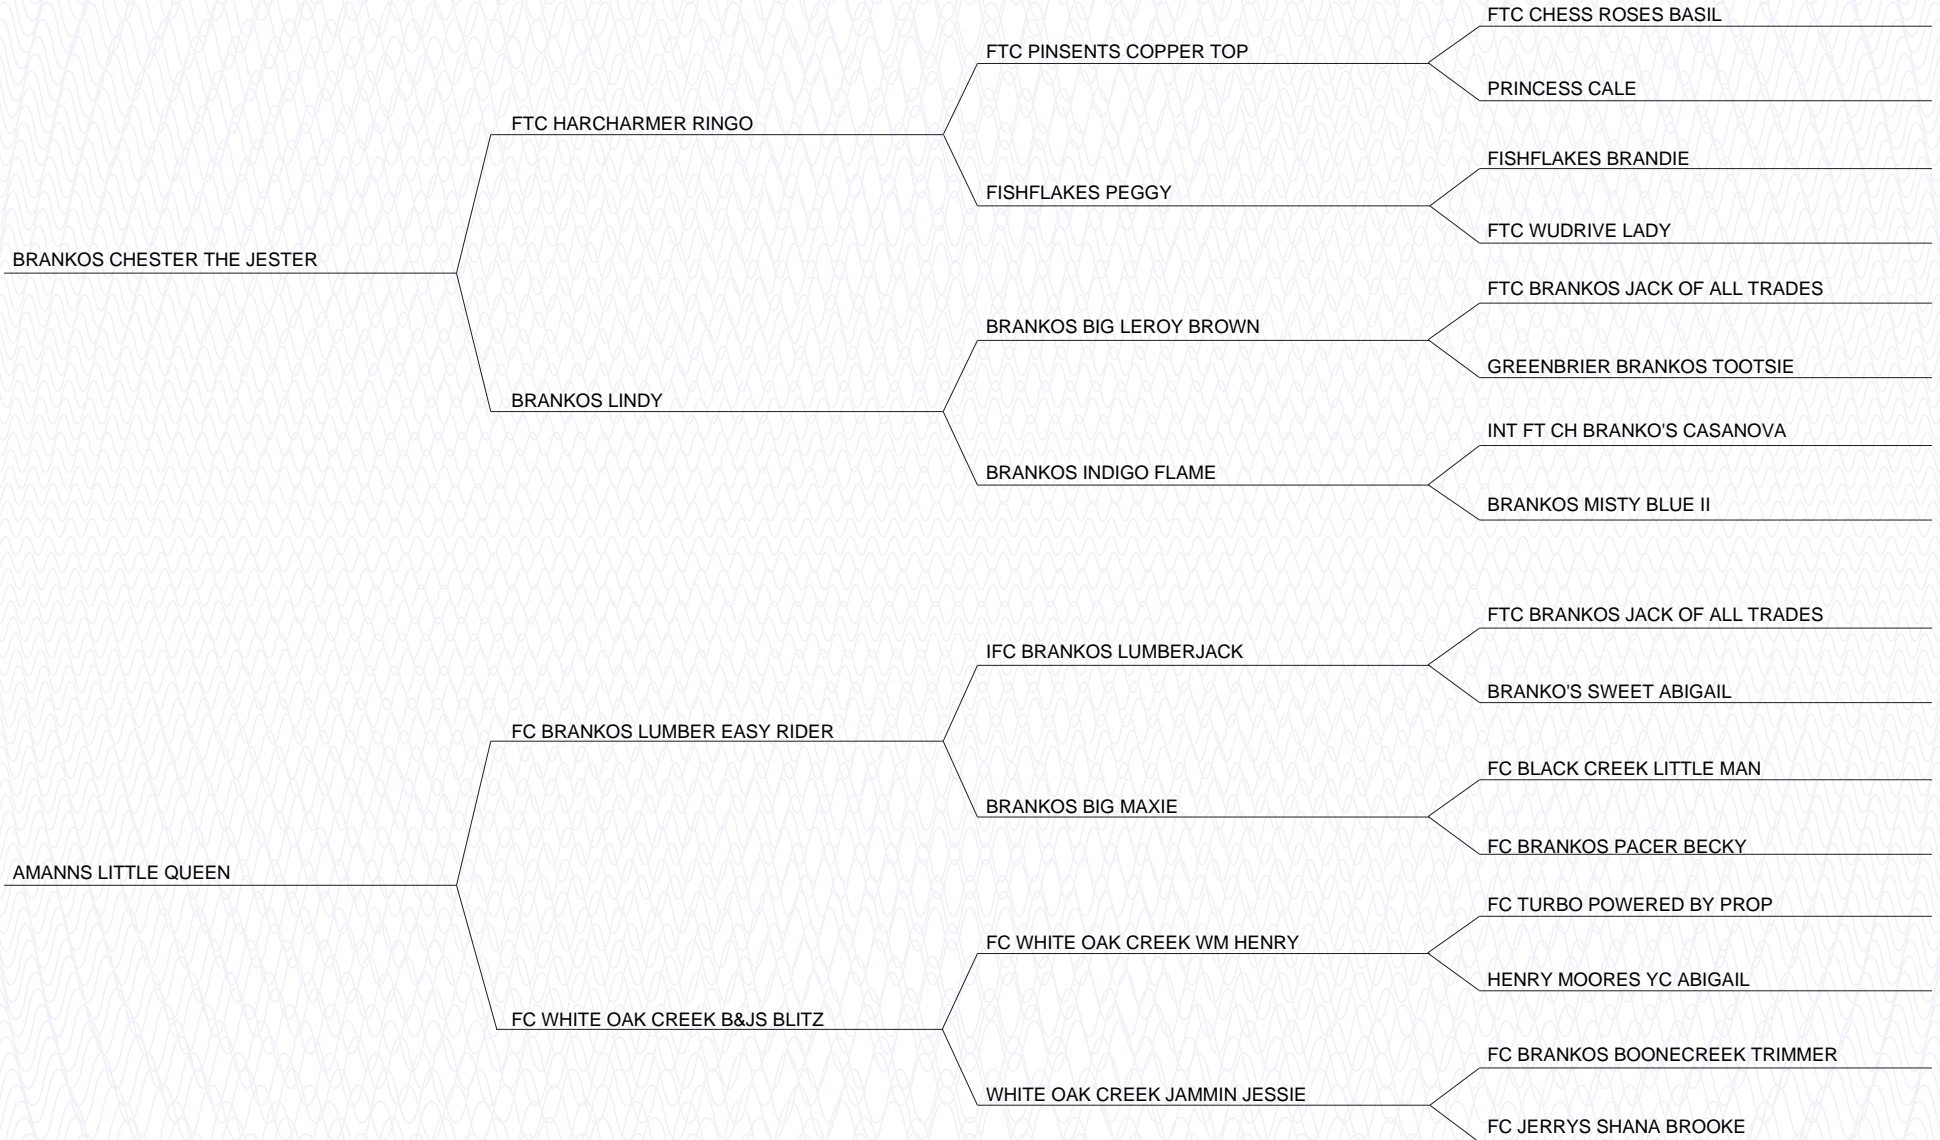 FTC CHESS ROSES BASIL
FTC PINSENTS COPPER TOP
PRINCESS CALE
FTC HARCHARMER RINGO
FISHFLAKES BRANDIE
FISHFLAKES PEGGY
FTC WUDRIVE LADY
BRANKOS CHESTER THE JESTER
FTC BRANKOS JACK OF ALL TRADES
BRANKOS BIG LEROY BROWN
GREENBRIER BRANKOS TOOTSIE
BRANKOS LINDY
INT FT CH BRANKO'S CASANOVA
BRANKOS INDIGO FLAME
BRANKOS MISTY BLUE II
FTC BRANKOS JACK OF ALL TRADES
IFC BRANKOS LUMBERJACK
BRANKO'S SWEET ABIGAIL
FC BRANKOS LUMBER EASY RIDER
FC BLACK CREEK LITTLE MAN
BRANKOS BIG MAXIE
FC BRANKOS PACER BECKY
AMANNS LITTLE QUEEN
FC TURBO POWERED BY PROP
FC WHITE OAK CREEK WM HENRY
HENRY MOORES YC ABIGAIL
FC WHITE OAK CREEK B&JS BLITZ
FC BRANKOS BOONECREEK TRIMMER
WHITE OAK CREEK JAMMIN JESSIE
FC JERRYS SHANA BROOKE